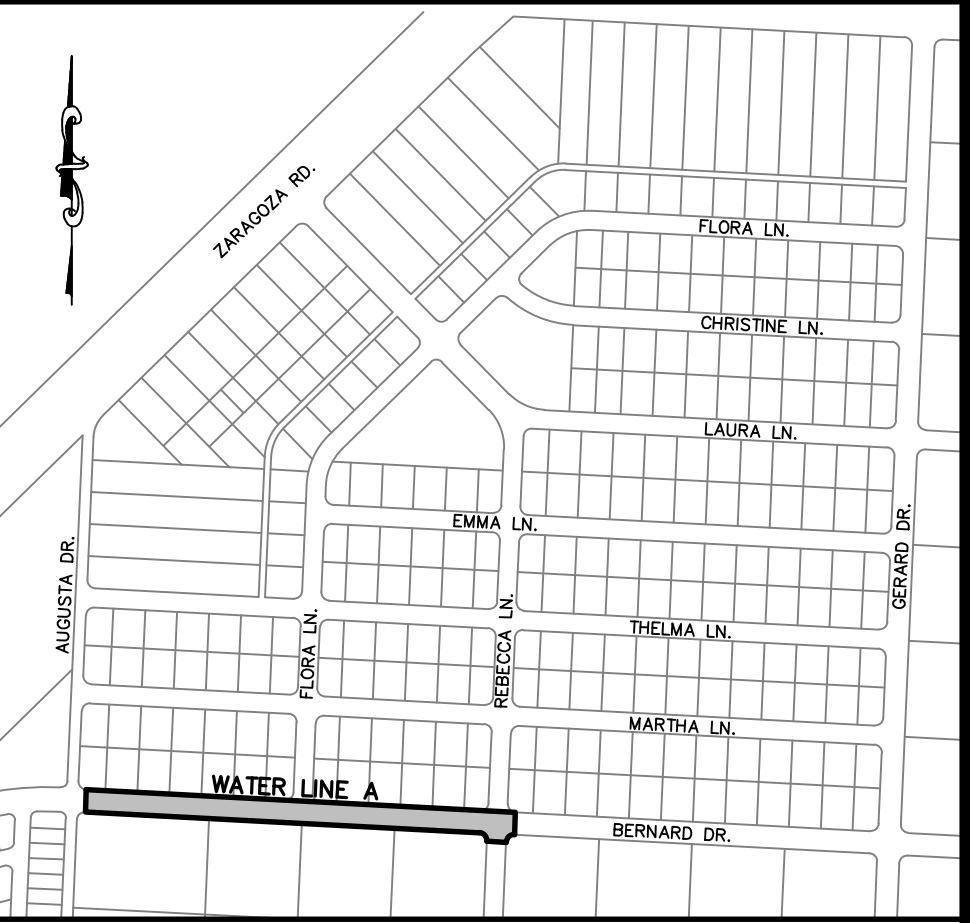 ZARAGOZA RD.
FLORA LN.
CHRISTINE LN.
LAURA LN.
EMMA LN.
GERARD DR.
AUGUSTA DR.
FLORA LN.
REBECCA LN.
THELMA LN.
MARTHA LN.
WATER LINE A
BERNARD DR.